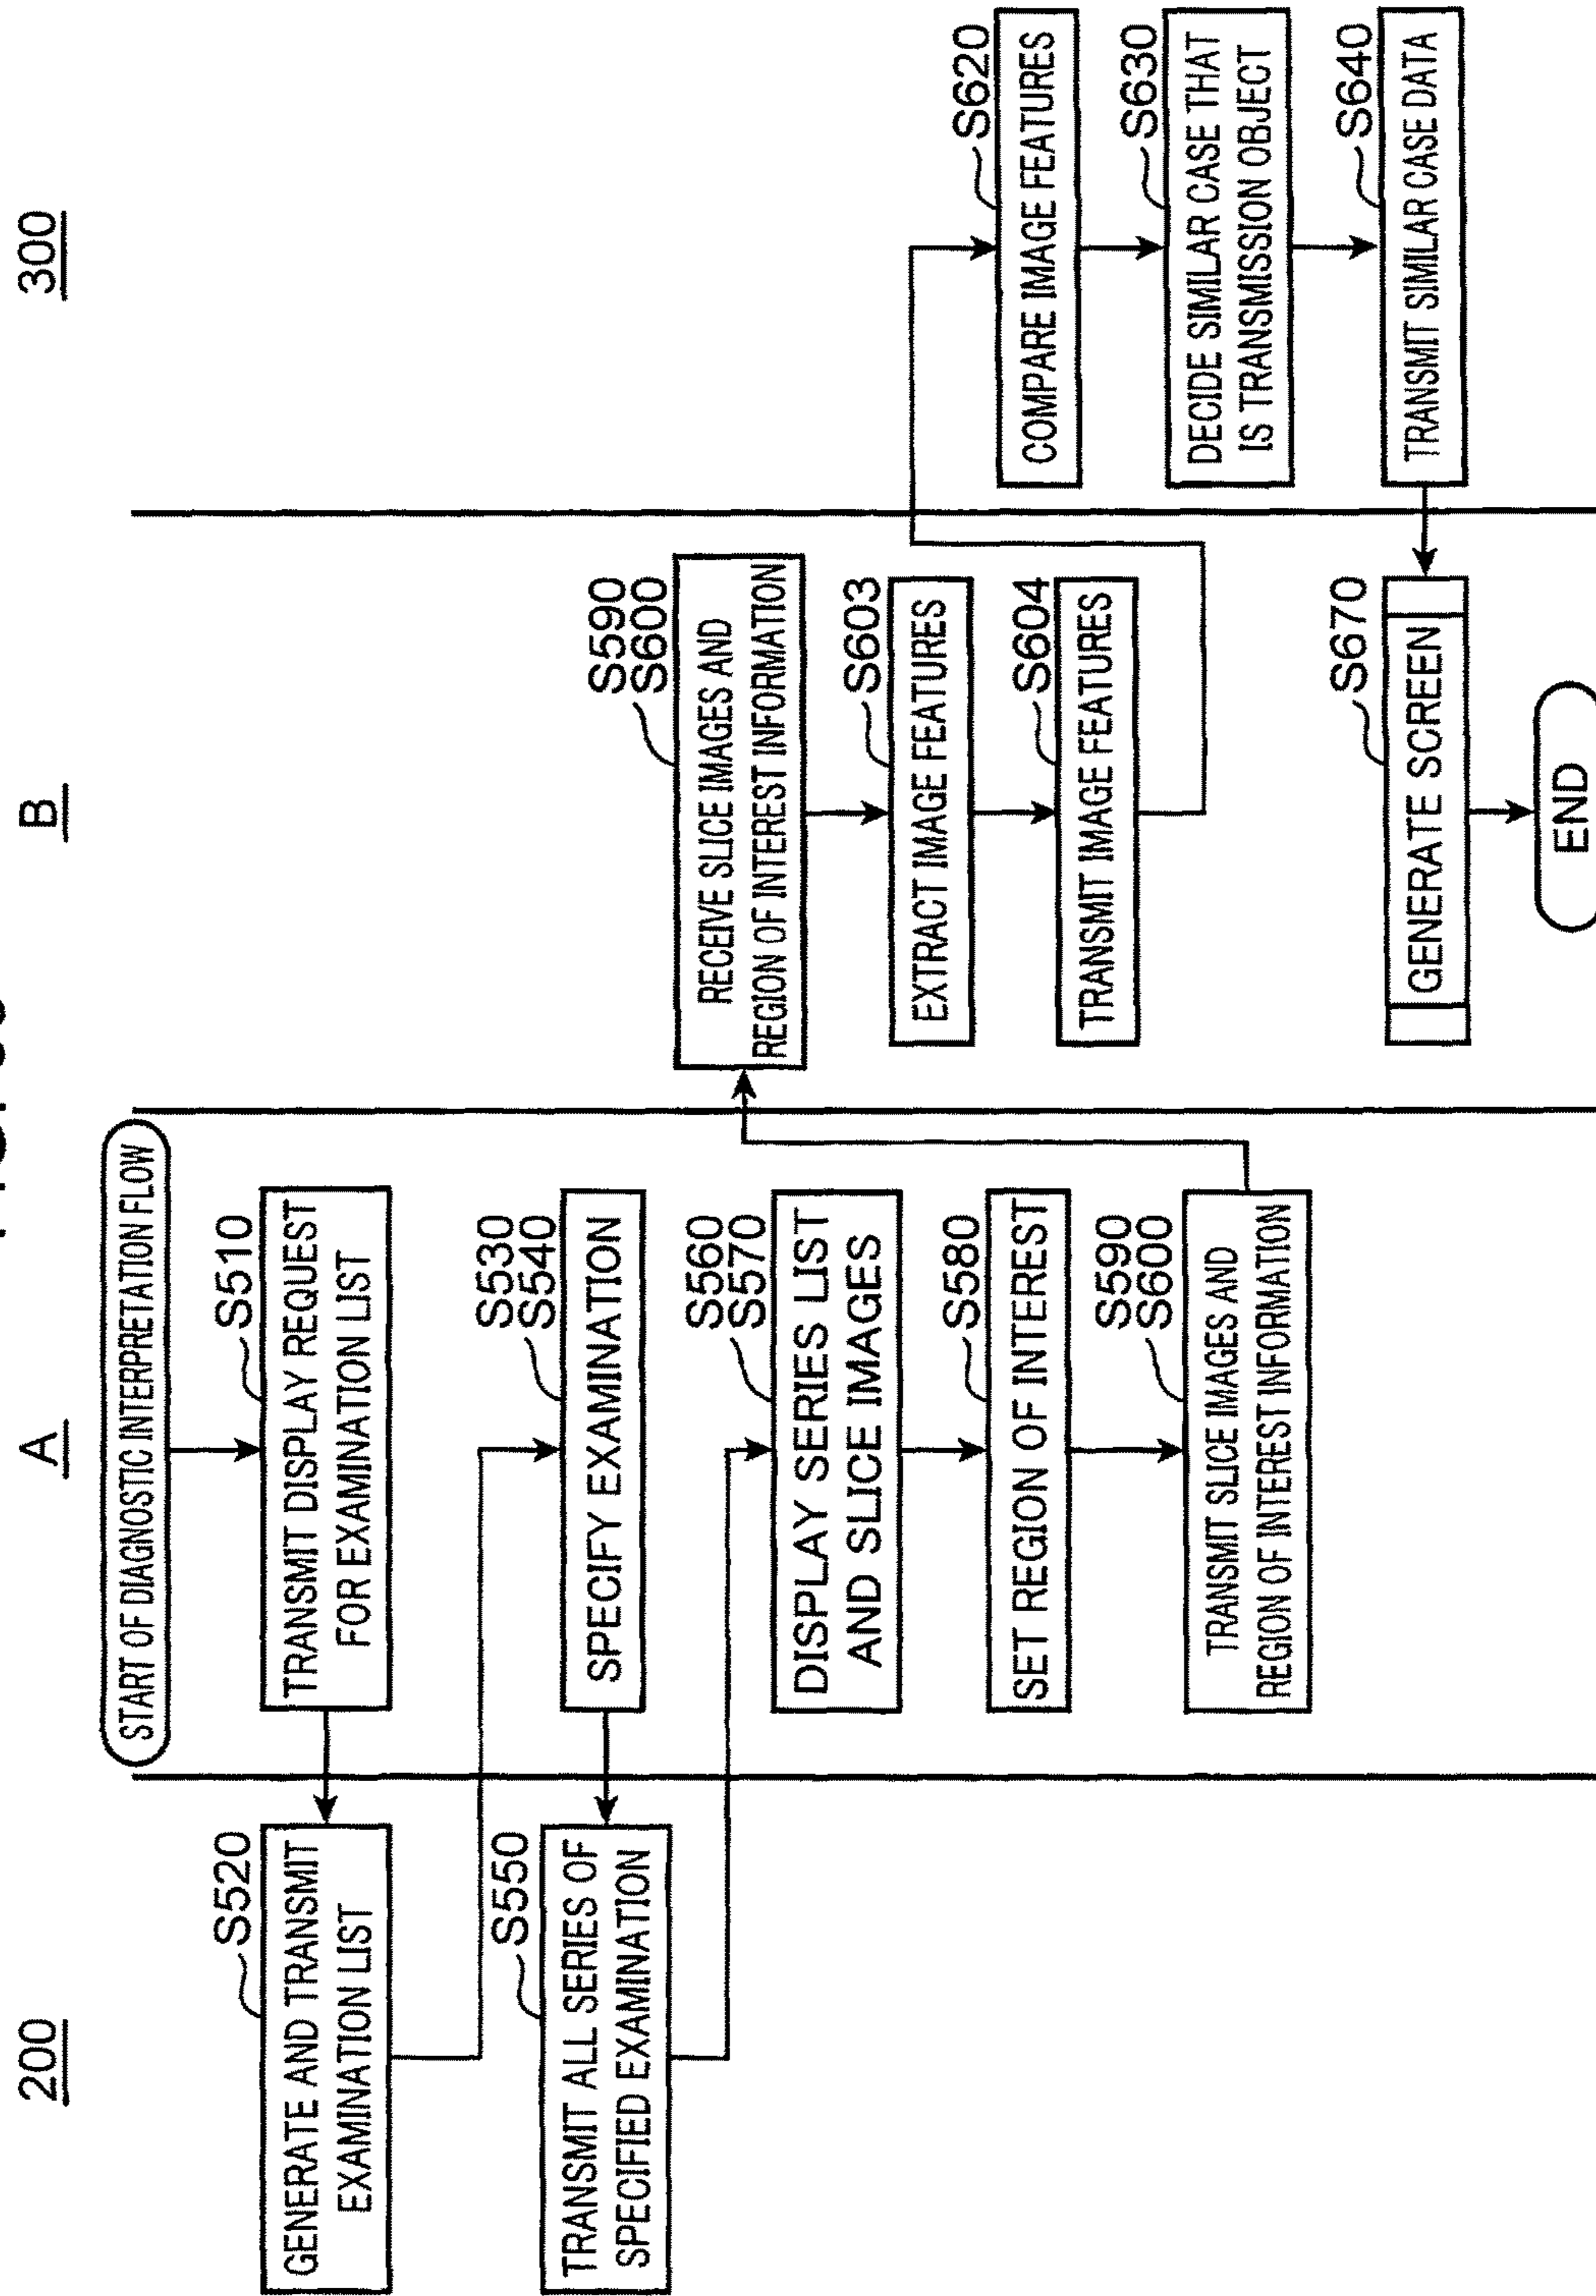 200
A
B
300
START OF DIAGNOSTIC INTERPRETATION FLOW
S510
TRANSMIT DISPLAY REQUEST
FOR EXAMINATION LIST
S520
GENERATE AND TRANSMIT
EXAMINATION LIST
S530
S540
SPECIFY EXAMINATION
S550
TRANSMIT ALL SERIES OF
SPECIFIED EXAMINATION
S560
S570
DISPLAY SERIES LIST
AND SLICE IMAGES
S580
SET REGION OF INTEREST
S590
S600
TRANSMIT SLICE IMAGES AND
REGION OF INTEREST INFORMATION
S590
S600
RECEIVE SLICE IMAGES AND
REGION OF INTEREST INFORMATION
S603
EXTRACT IMAGE FEATURES
S604
TRANSMIT IMAGE FEATURES
S620
COMPARE IMAGE FEATURES
S630
DECIDE SIMILAR CASE THAT
IS TRANSMISSION OBJECT
S640
TRANSMIT SIMILAR CASE DATA
S670
GENERATE SCREEN
END